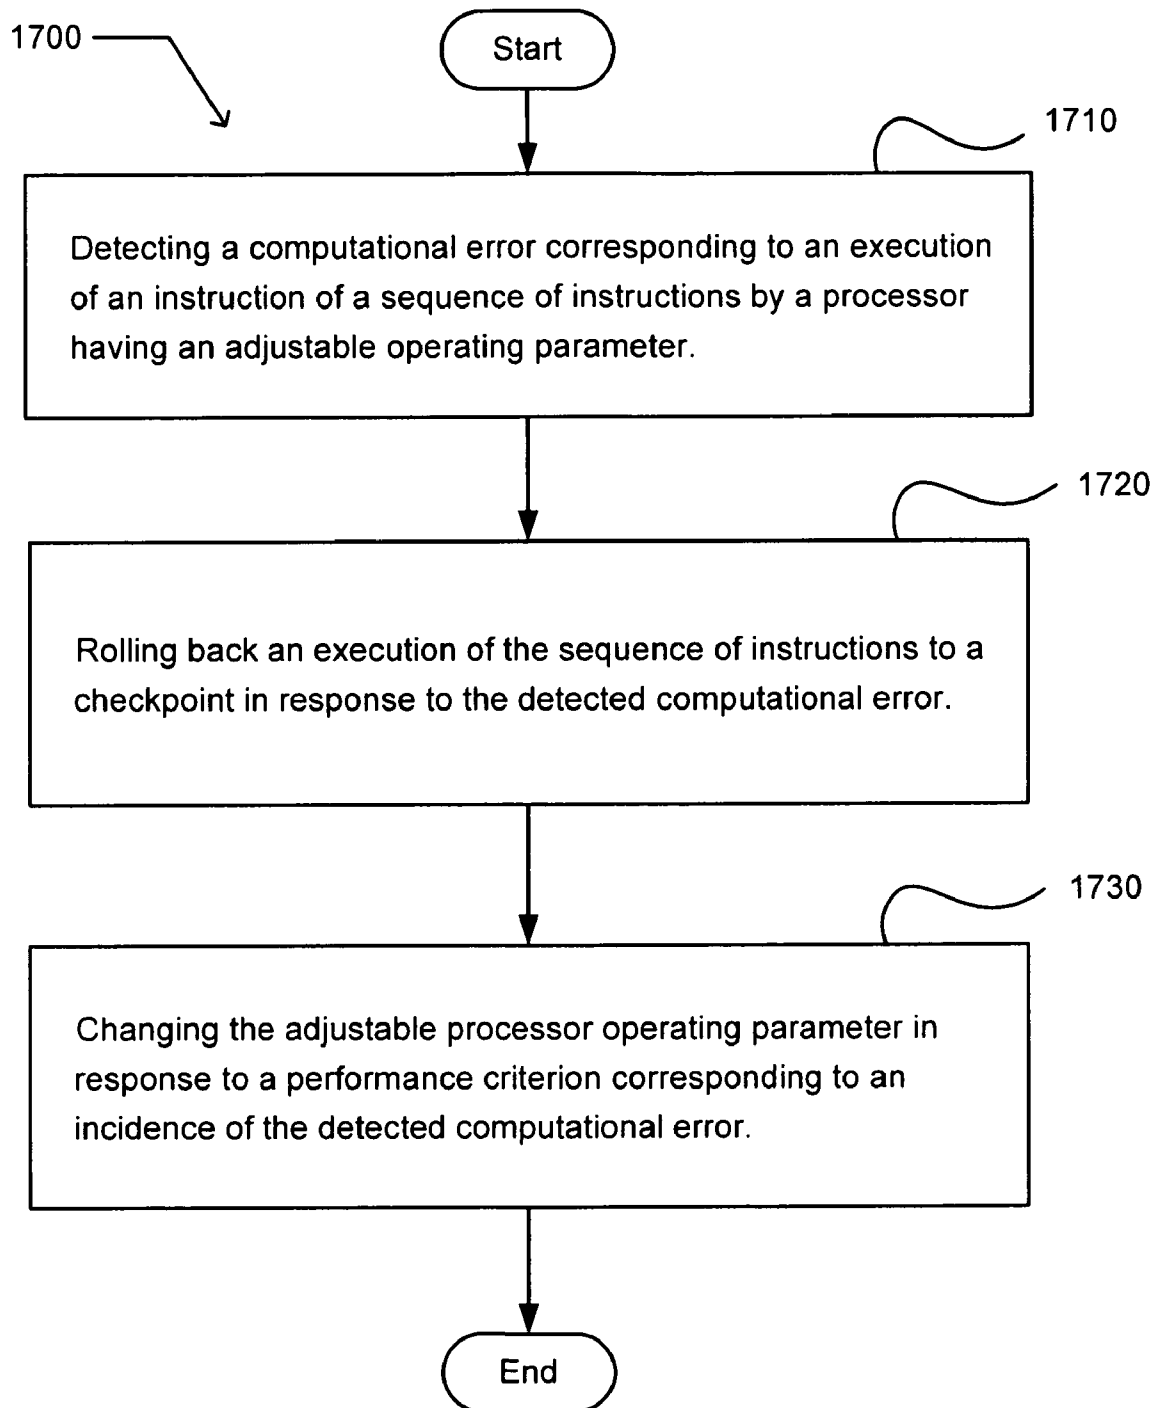 1700
Start
1710
Detecting a computational error corresponding to an execution
of an instruction of a sequence of instructions by a processor
having an adjustable operating parameter.
1720
Rolling back an execution of the sequence of instructions to a
checkpoint in response to the detected computational error.
1730
Changing the adjustable processor operating parameter in
response to a performance criterion corresponding to an
incidence of the detected computational error.
End